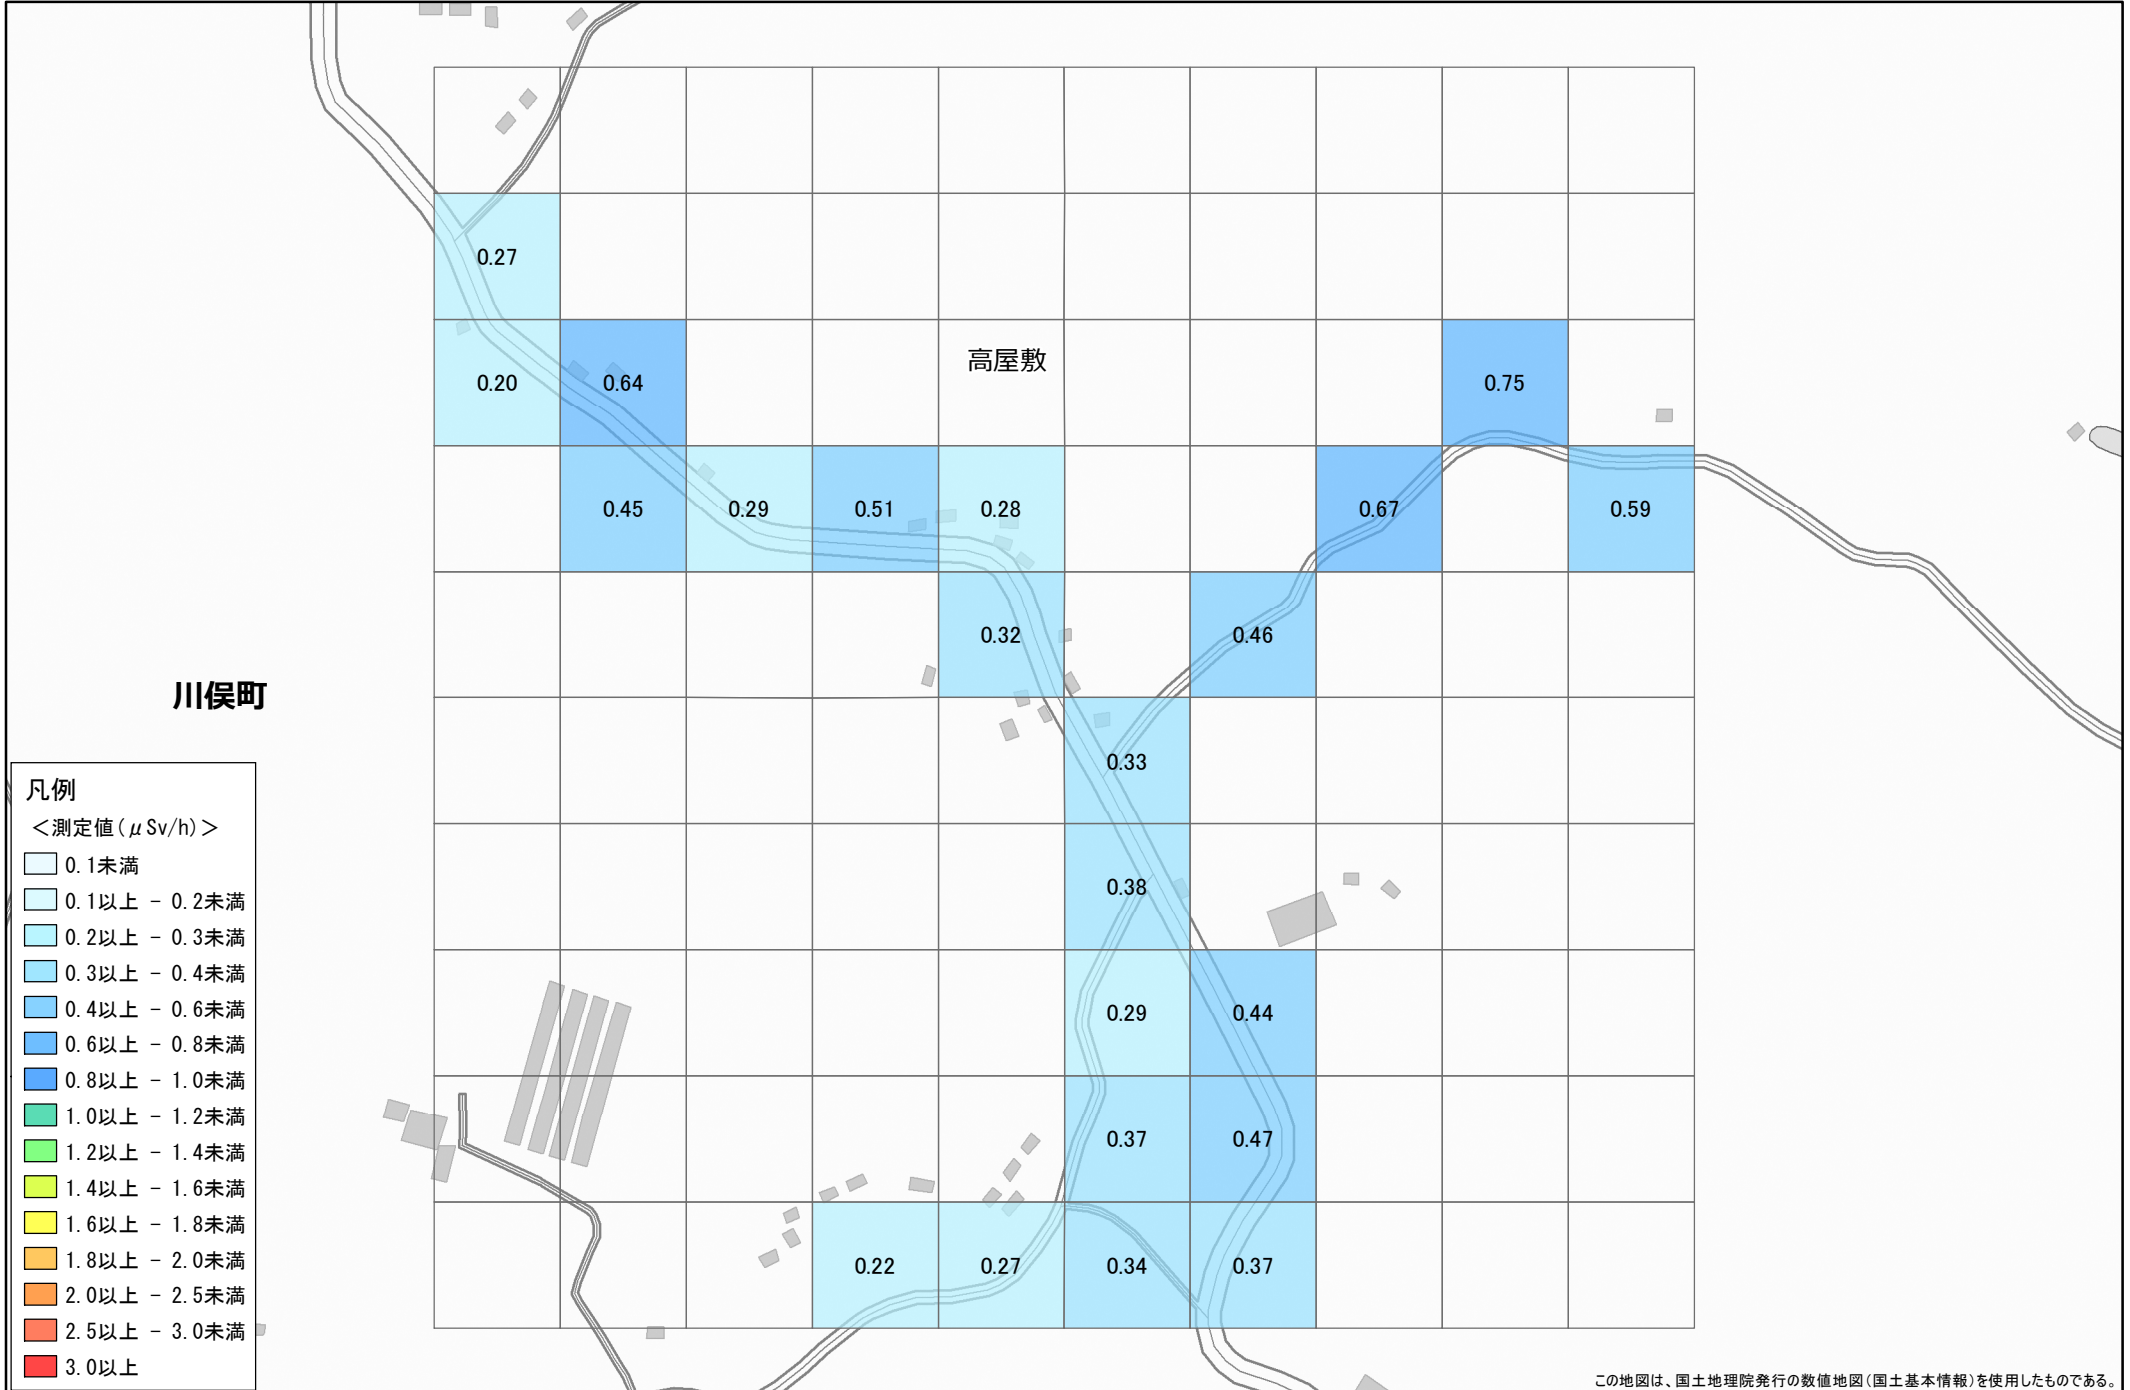 0.27
高屋敷
0.20 0.64 0.75
0.45 0.29 0.51 0.28 0.67 0.59
0.32 0.46
川俣町
0.33
0.38
0.29 0.44
0.37 0.47
0.22 0.27 0.34 0.37
凡例
＜測定値(μSv/h)＞
0.1未満
0.1以上 － 0.2未満
0.2以上 － 0.3未満
0.3以上 － 0.4未満
0.4以上 － 0.6未満
0.6以上 － 0.8未満
0.8以上 － 1.0未満
1.0以上 － 1.2未満
1.2以上 － 1.4未満
1.4以上 － 1.6未満
1.6以上 － 1.8未満
1.8以上 － 2.0未満
2.0以上 － 2.5未満
2.5以上 － 3.0未満
3.0以上
この地図は、国土地理院発行の数値地図(国土基本情報)を使用したものである。